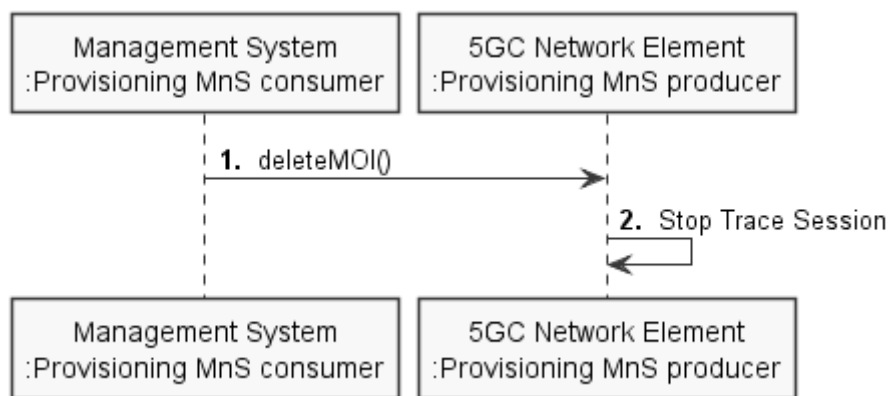 Management System
:Provisioning MnS consumer
5GC Network Element
:Provisioning MnS producer
1. deleteMOI()
2. Stop Trace Session
Management System
:Provisioning MnS consumer
5GC Network Element
:Provisioning MnS producer